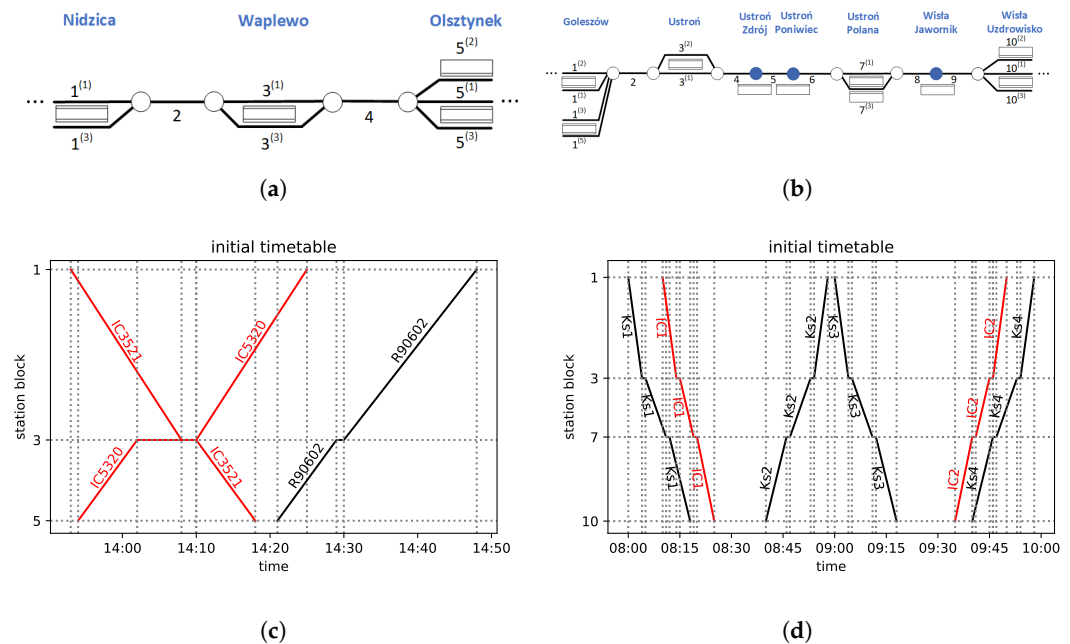 Nidzica
Waplewo
Olsztynek
1(1)
1(3)
2
3(1)
3(3)
4
5(2)
5(1)
5(3)
...
...
(a)
Goleszów
Ustroń
Ustroń Zdrój
Ustroń Poniwiec
Ustroń Polana
Wisła Jawornik
Wisła Uzdrowisko
1(2)
1(1)
1(3)
1(5)
2
3(2)
3(1)
4
5
6
7(1)
7(3)
8
9
10(2)
10(1)
10(3)
...
...
(b)
initial timetable
station block
1
3
5
IC3521
IC5320
R90602
IC5320
IC3521
R90602
14:00
14:10
14:20
14:30
14:40
14:50
time
(c)
initial timetable
station block
1
3
7
10
Ks1
IC1
Ks2
Ks3
IC2
Ks4
Ks1
IC1
Ks2
Ks3
IC2
Ks4
Ks1
IC1
Ks2
Ks3
IC2
Ks4
08:00
08:15
08:30
08:45
09:00
09:15
09:30
09:45
10:00
time
(d)